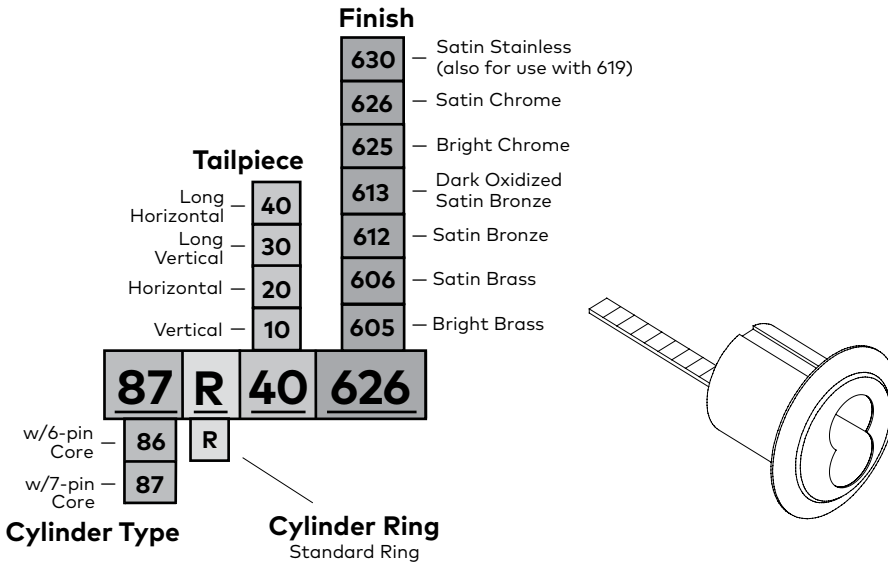 Finish
630
Satin Stainless
(also for use with 619)
626
Satin Chrome
625
Bright Chrome
Tailpiece
613
Dark Oxidized
Satin Bronze
Long
Horizontal
40
612
Satin Bronze
Long
Vertical
30
606
Satin Brass
Horizontal
20
605
Bright Brass
Vertical
10
87 R 40 626
w/6-pin
Core
86
R
w/7-pin
Core
87
Cylinder Type
Cylinder Ring
Standard Ring